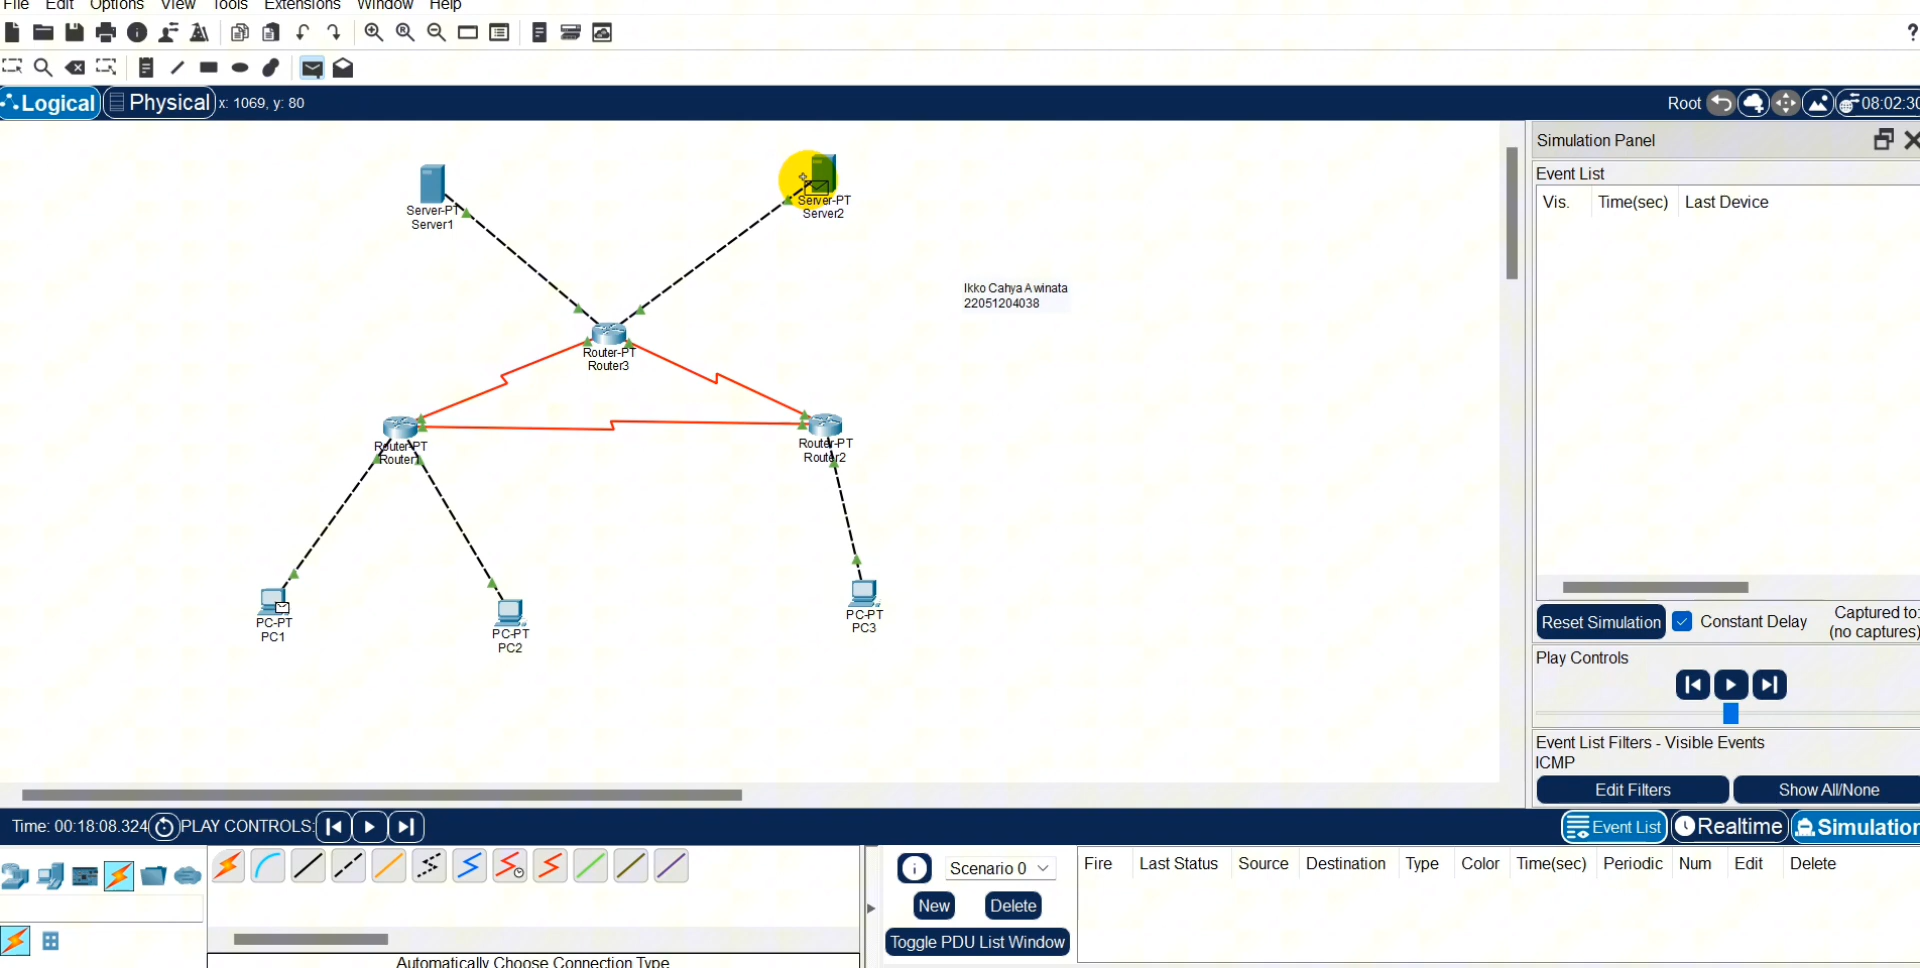 File Edit Options View Tools Extensions Window Help
?
Logical Physical x: 1069, y: 80
Root 08:02:30
Simulation Panel
Event List
Vis. Time(sec) Last Device
Server-PT
Server1
Server-PT
Server2
Ikko Cahya Awinata
22051204038
Router-PT
Router3
Router-PT
Router1
Router-PT
Router2
PC-PT
PC1
PC-PT
PC2
PC-PT
PC3
Reset Simulation Constant Delay Captured to:
(no captures)
Play Controls
Event List Filters - Visible Events
ICMP
Edit Filters Show All/None
Time: 00:18:08.324 PLAY CONTROLS:
Event List Realtime Simulation
Scenario 0
New Delete
Toggle PDU List Window
Fire Last Status Source Destination Type Color Time(sec) Periodic Num Edit Delete
Automatically Choose Connection Type